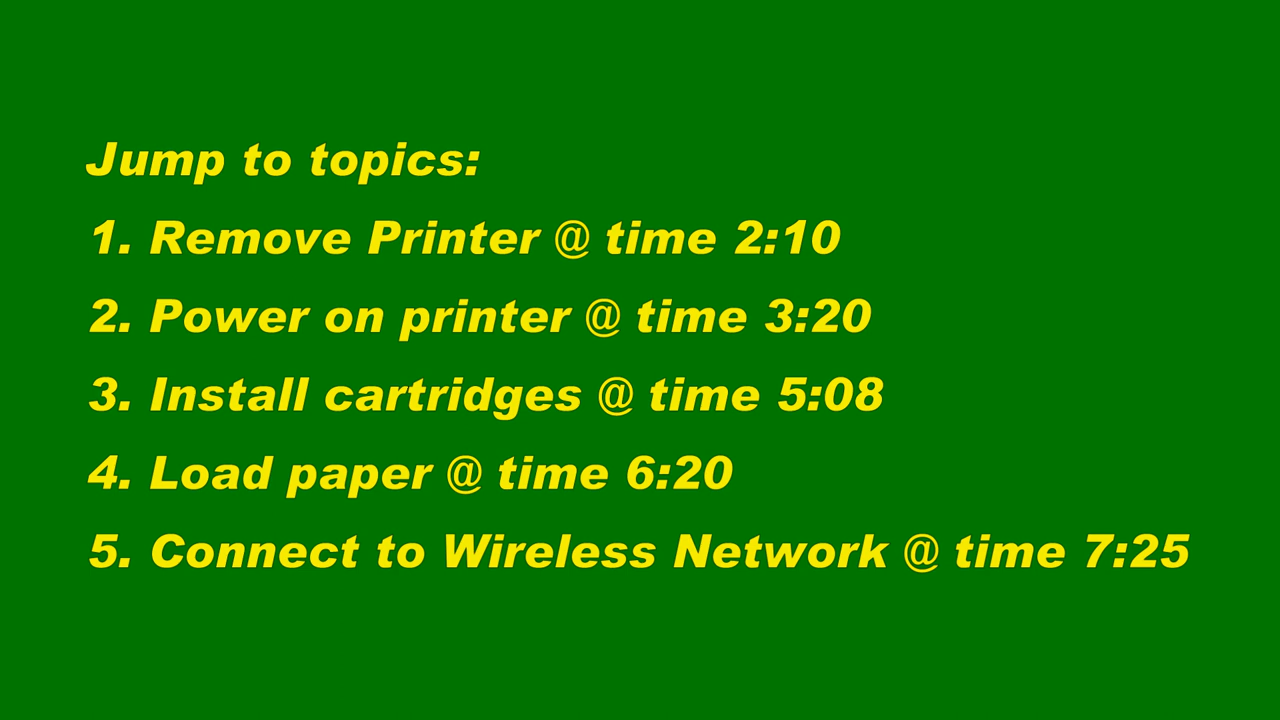 Jump to topics:
1. Remove Printer @ time 2:10
2. Power on printer @ time 3:20
3. Install cartridges @ time 5:08
4. Load paper @ time 6:20
5. Connect to Wireless Network @ time 7:25